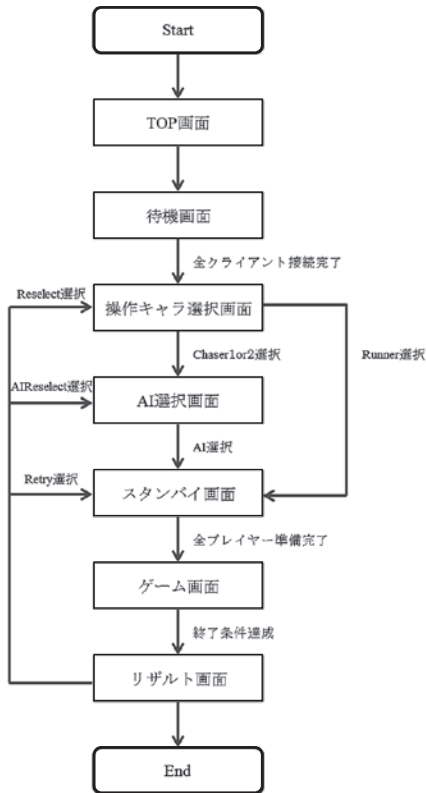 Start
TOP画面
待機画面
全クライアント接続完了
Reselect選択
操作キャラ選択画面
Chaser1or2選択
Runner選択
AIReselect選択
AI選択画面
AI選択
Retry選択
スタンバイ画面
全プレイヤー準備完了
ゲーム画面
終了条件達成
リザルト画面
End